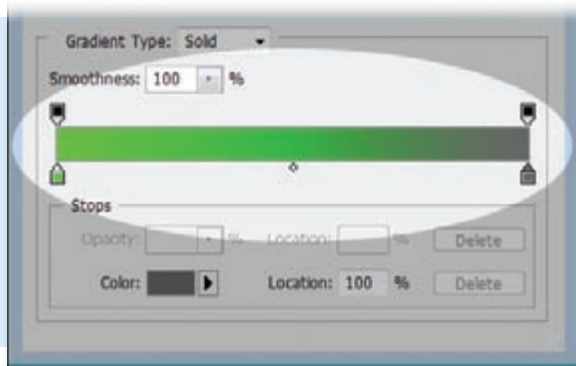 Gradient Type: Solid
Smoothness: 100 %
Stops
Opacity: % Location: % Delete
Color: Location: 100 % Delete